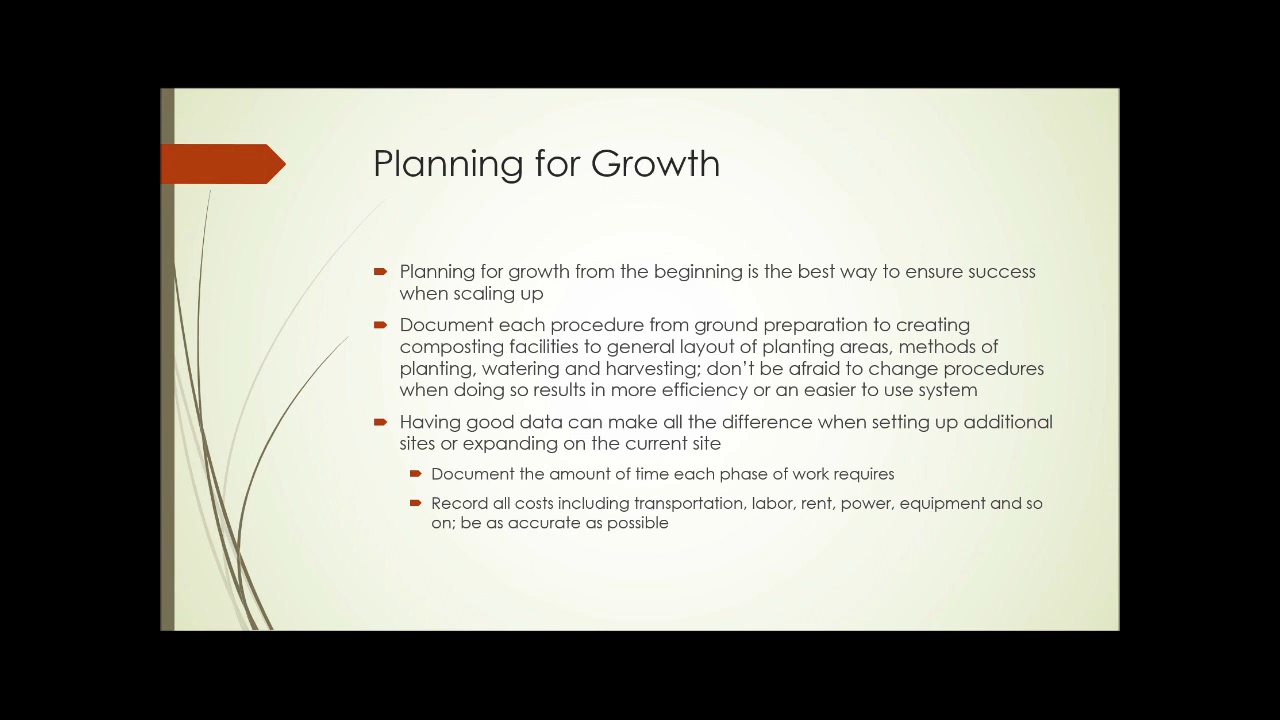 Planning for Growth
Planning for growth from the beginning is the best way to ensure success
when scaling up
Document each procedure from ground preparation to creating
composting facilities to general layout of planting areas, methods of
planting, watering and harvesting; don’t be afraid to change procedures
when doing so results in more efficiency or an easier to use system
Having good data can make all the difference when setting up additional
sites or expanding on the current site
Document the amount of time each phase of work requires
Record all costs including transportation, labor, rent, power, equipment and so
on; be as accurate as possible